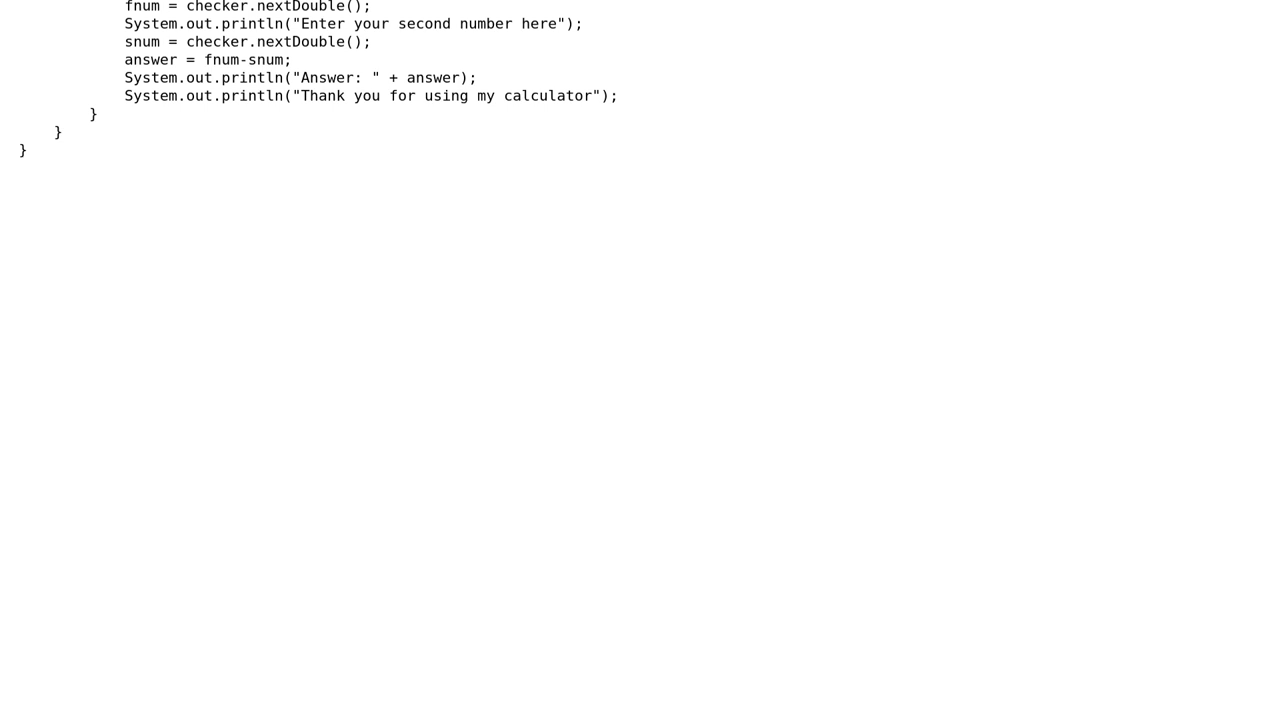 fnum = checker.nextDouble();
System.out.println("Enter your second number here");
snum = checker.nextDouble();
answer = fnum-snum;
System.out.println("Answer: " + answer);
System.out.println("Thank you for using my calculator");
}
}
}